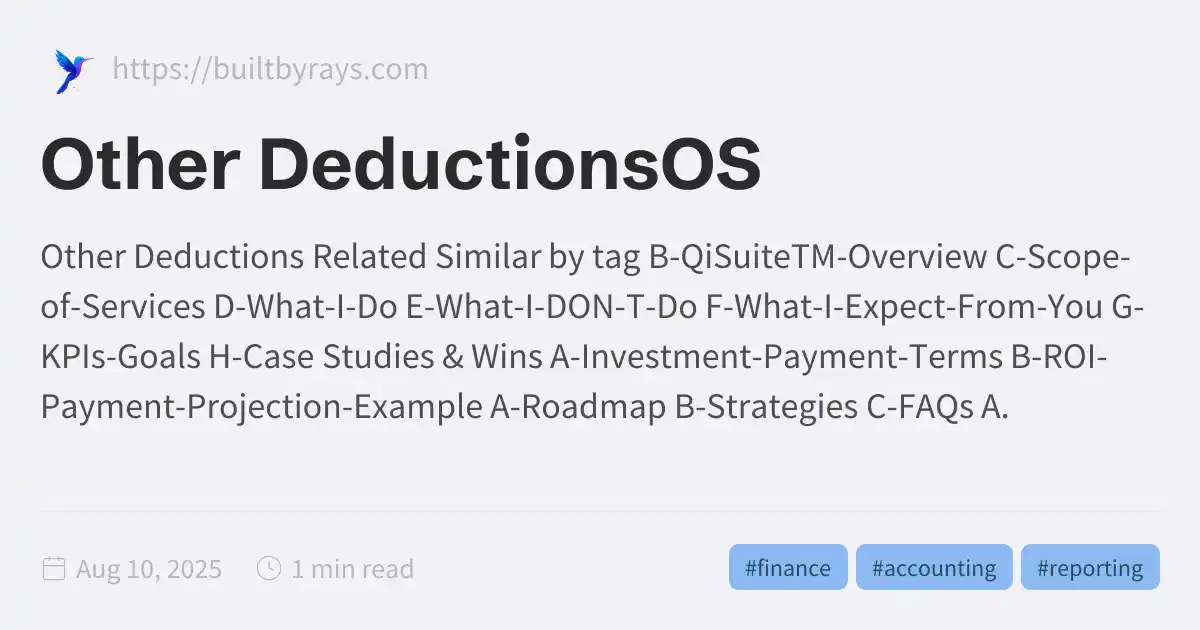 https://builtbyrays.com
Other DeductionsOS
Other Deductions Related Similar by tag B-QiSuiteTM-Overview C-Scope-
of-Services D-What-I-Do E-What-I-DON-T-Do F-What-I-Expect-From-You G-
KPIs-Goals H-Case Studies & Wins A-Investment-Payment-Terms B-ROI-
Payment-Projection-Example A-Roadmap B-Strategies C-FAQs A.
Aug 10, 2025 1 min read #finance #accounting #reporting